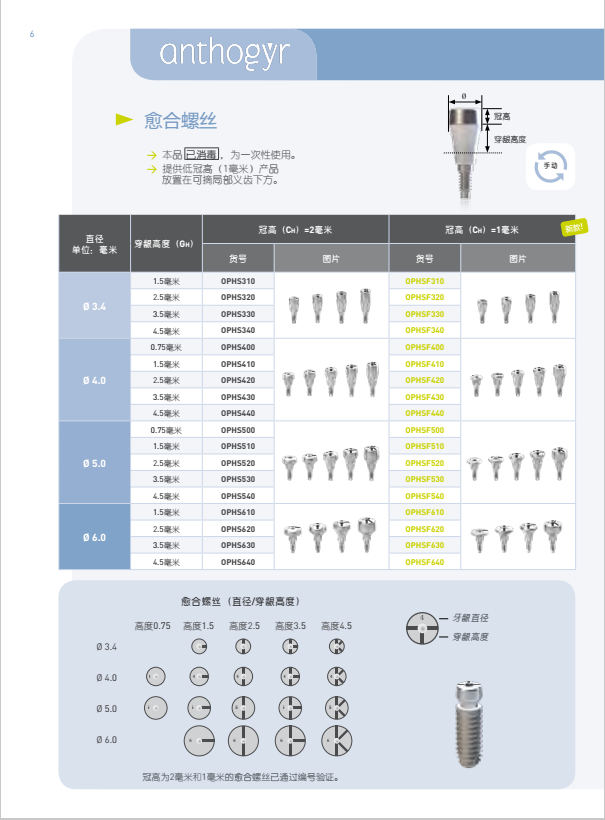 6
anthogyr
愈合螺丝
→ 本品 已消毒，为一次性使用。
→ 提供低冠高（1毫米）产品
放置在可摘局部义齿下方。
Ø
冠高
穿龈高度
手动
直径
单位：毫米
穿龈高度（GH）
冠高（CH）=2毫米
冠高（CH）=1毫米
新款!
货号 图片 货号 图片
Ø 3.4
1.5毫米 OPHS310 OPHSF310
2.5毫米 OPHS320 OPHSF320
3.5毫米 OPHS330 OPHSF330
4.5毫米 OPHS340 OPHSF340
Ø 4.0
0.75毫米 OPHS400 OPHSF400
1.5毫米 OPHS410 OPHSF410
2.5毫米 OPHS420 OPHSF420
3.5毫米 OPHS430 OPHSF430
4.5毫米 OPHS440 OPHSF440
Ø 5.0
0.75毫米 OPHS500 OPHSF500
1.5毫米 OPHS510 OPHSF510
2.5毫米 OPHS520 OPHSF520
3.5毫米 OPHS530 OPHSF530
4.5毫米 OPHS540 OPHSF540
Ø 6.0
1.5毫米 OPHS610 OPHSF610
2.5毫米 OPHS620 OPHSF620
3.5毫米 OPHS630 OPHSF630
4.5毫米 OPHS640 OPHSF640
愈合螺丝（直径/穿龈高度）
高度0.75 高度1.5 高度2.5 高度3.5 高度4.5
Ø 3.4
Ø 4.0
Ø 5.0
Ø 6.0
牙龈直径
穿龈高度
冠高为2毫米和1毫米的愈合螺丝已通过编号验证。